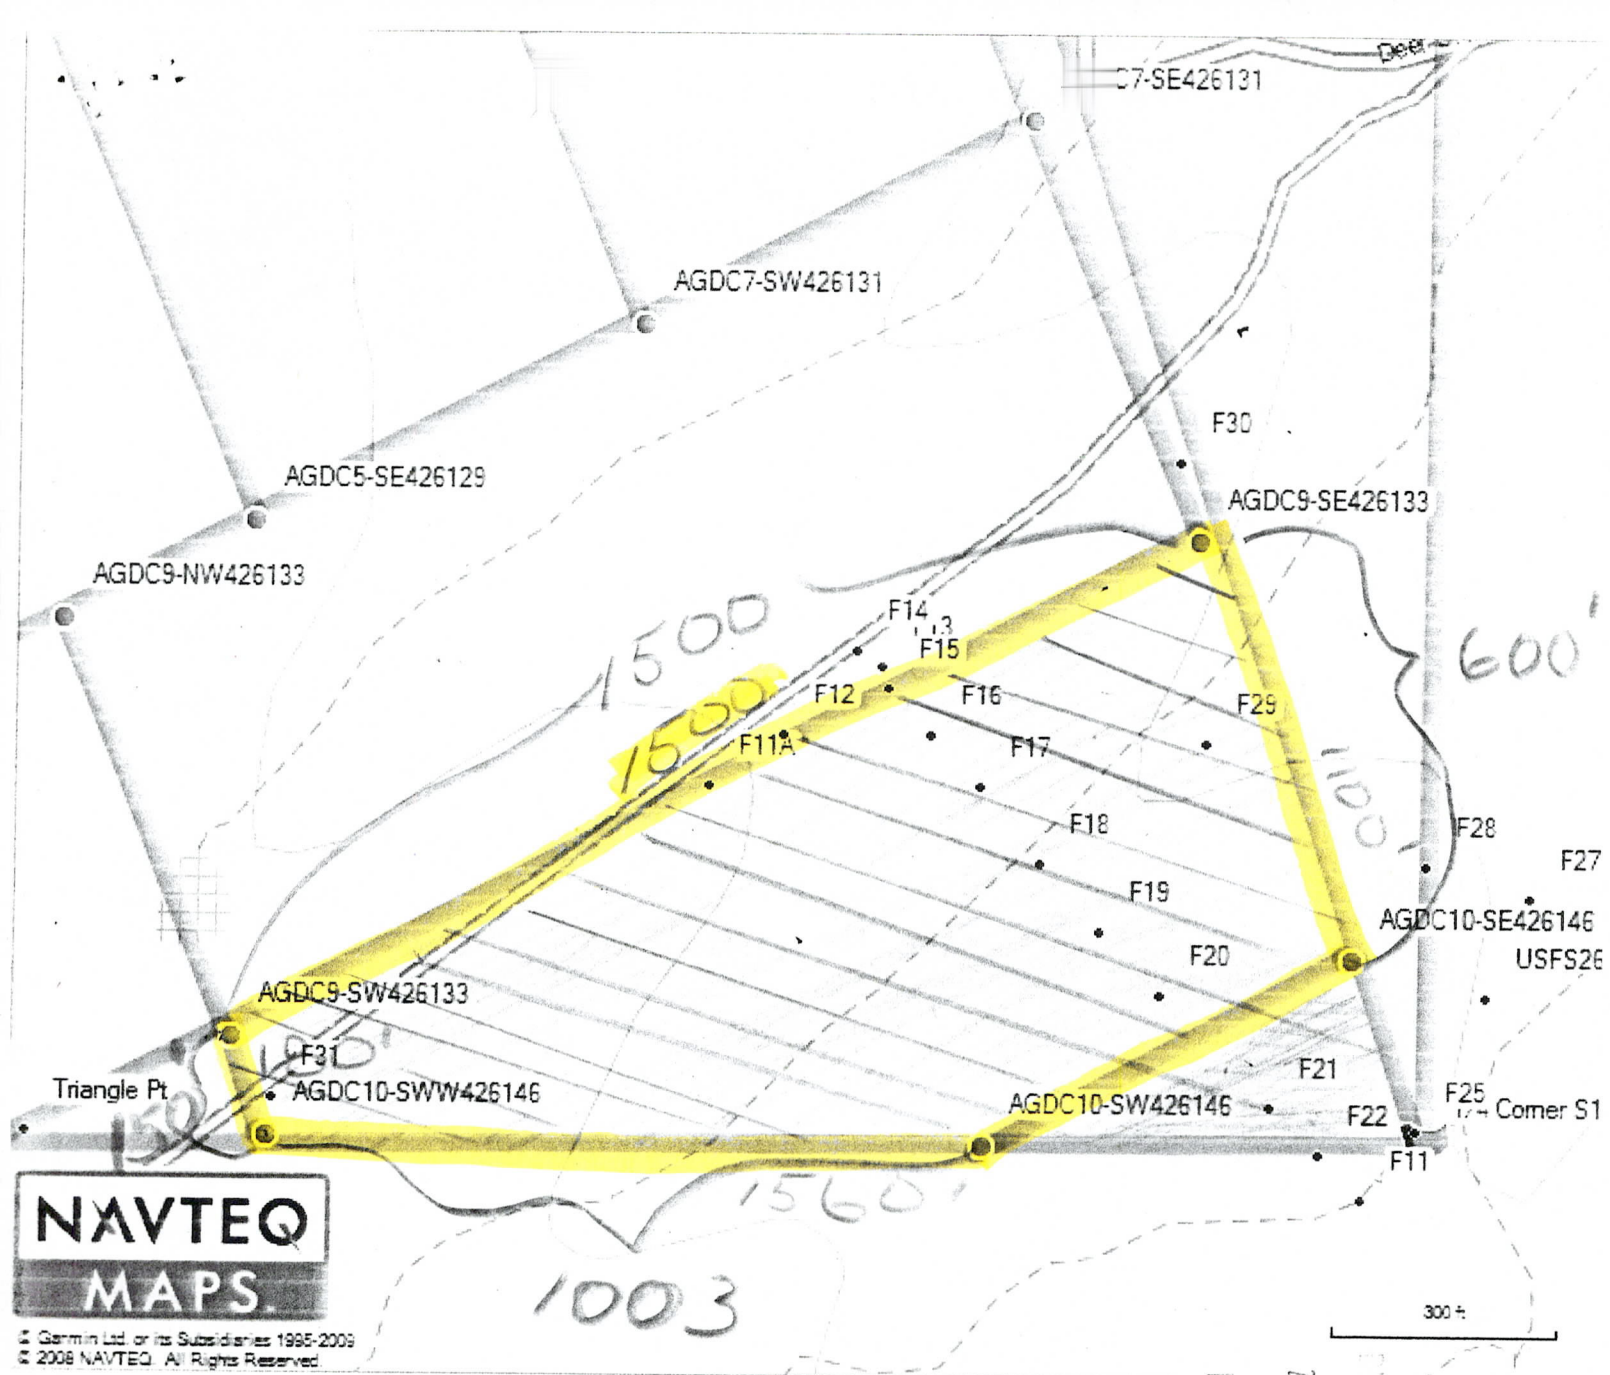 Deer
C7-SE426131
AGDC7-SW426131
F30
AGDC5-SE426129
AGDC9-SE426133
AGDC9-NW426133
1500
F14
F15
600'
1500
F12
F16
F29
F11A
F17
1100
F18
F28
F27
F19
AGDC10-SE426146
F20
USFS26
AGDC9-SW426133
F31
Triangle Pt
AGDC10-SWW426146
F21
150'
AGDC10-SW426146
F22
F25
Corner S1
F11
1560'
NAVTEQ
MAPS
1003
300 ft
© Garmin Ltd. or its Subsidiaries 1995-2009
© 2008 NAVTEQ. All Rights Reserved.